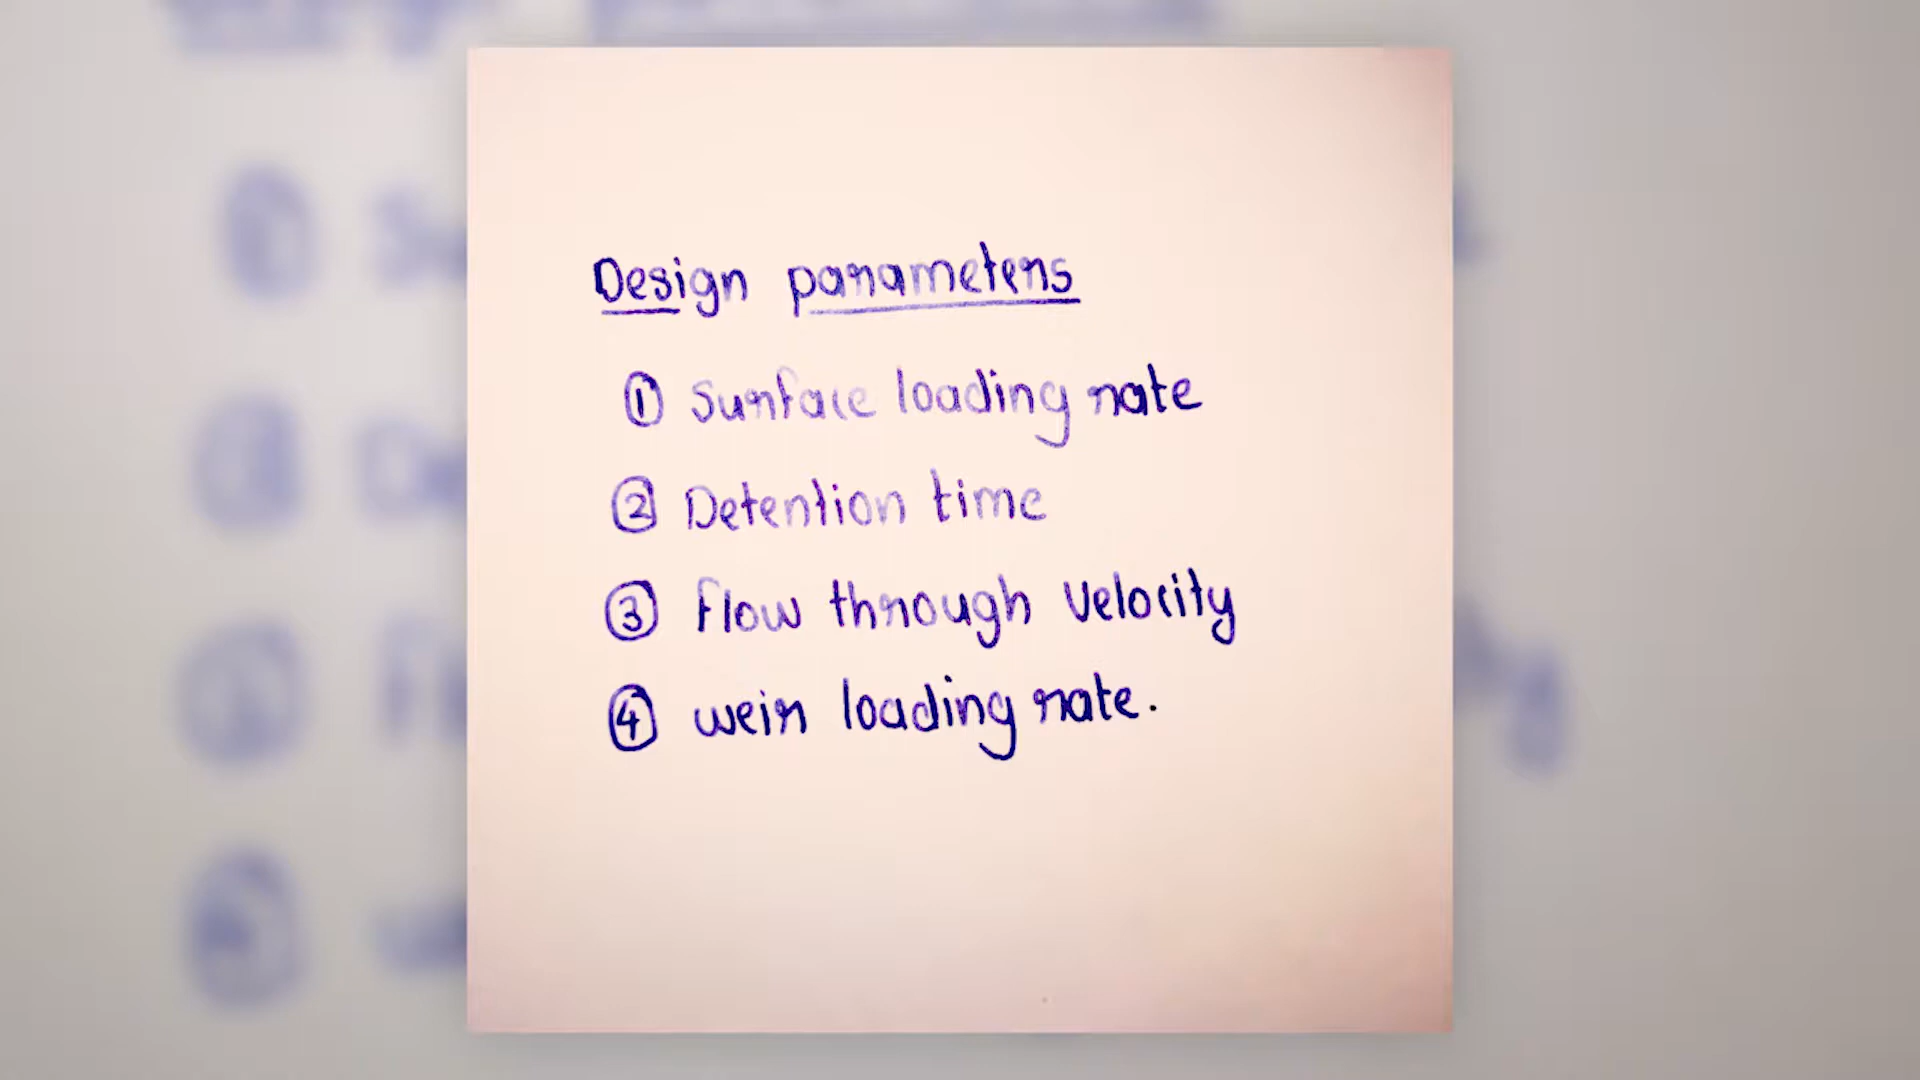 Design parameters
① Surface loading rate
② Detention time
③ flow through Velocity
④ weir loading rate.